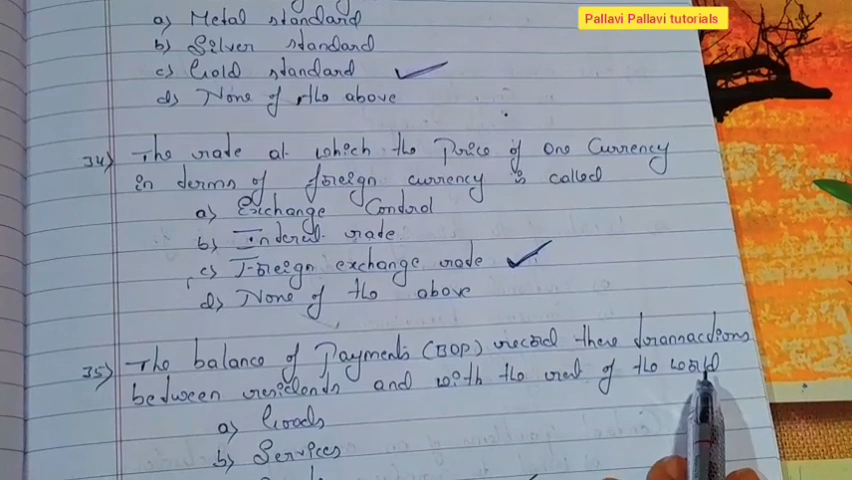 Pallavi Pallavi tutorials
a) Metal standard
b) Silver standard
c) Gold standard
d) None of the above
34) The rate at which the Price of one Currency
in terms of foreign currency is called
a) Exchange Control
b) Interest rate
c) Foreign exchange rate
d) None of the above
35) The balance of Payments (BOP) record these transactions
between residents and with the rest of the world
a) Goods
b) Services